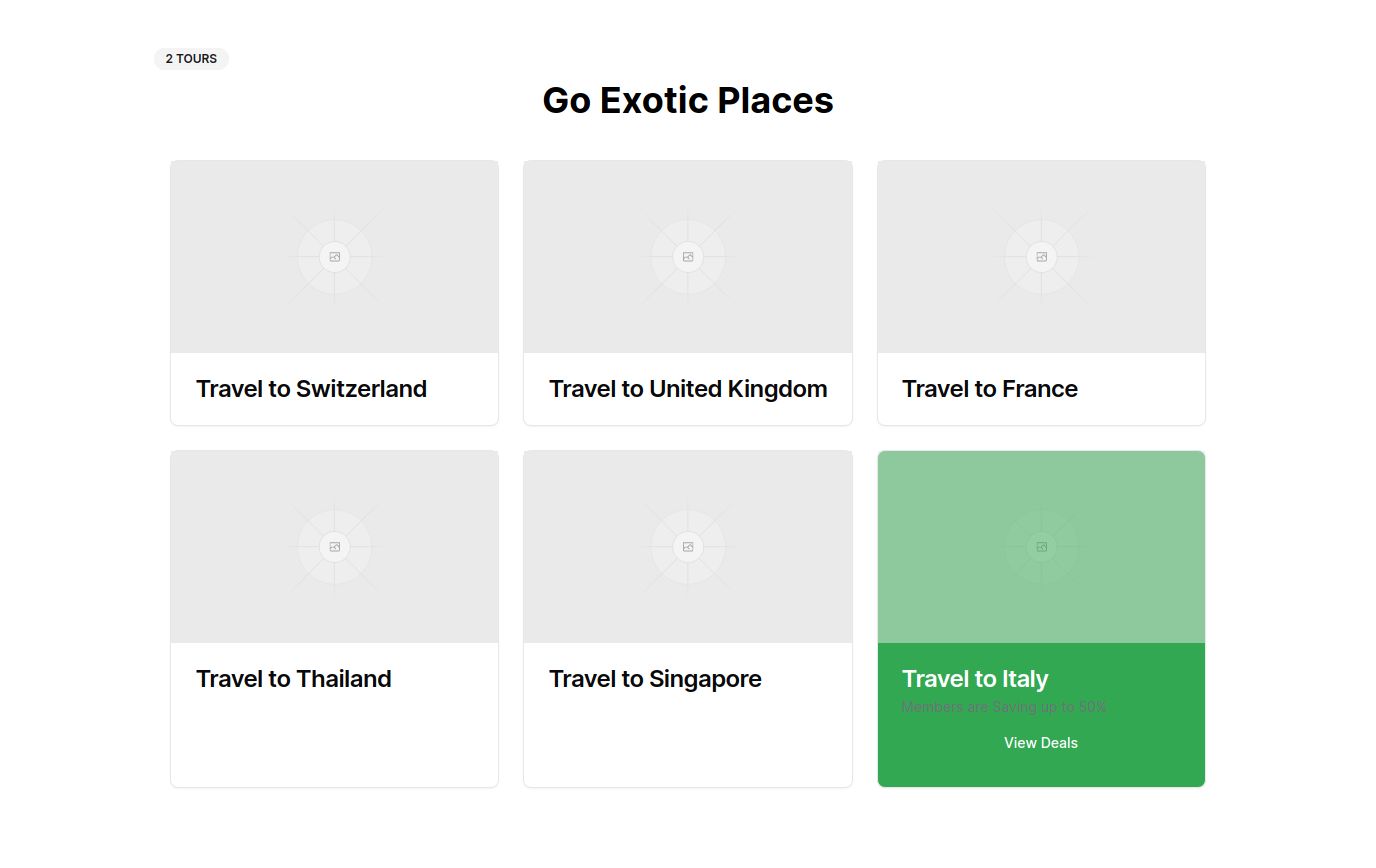 2 TOURS
Go Exotic Places
Travel to Switzerland
Travel to United Kingdom
Travel to France
Travel to Thailand
Travel to Singapore
Travel to Italy
Members are Saving up to 50%
View Deals